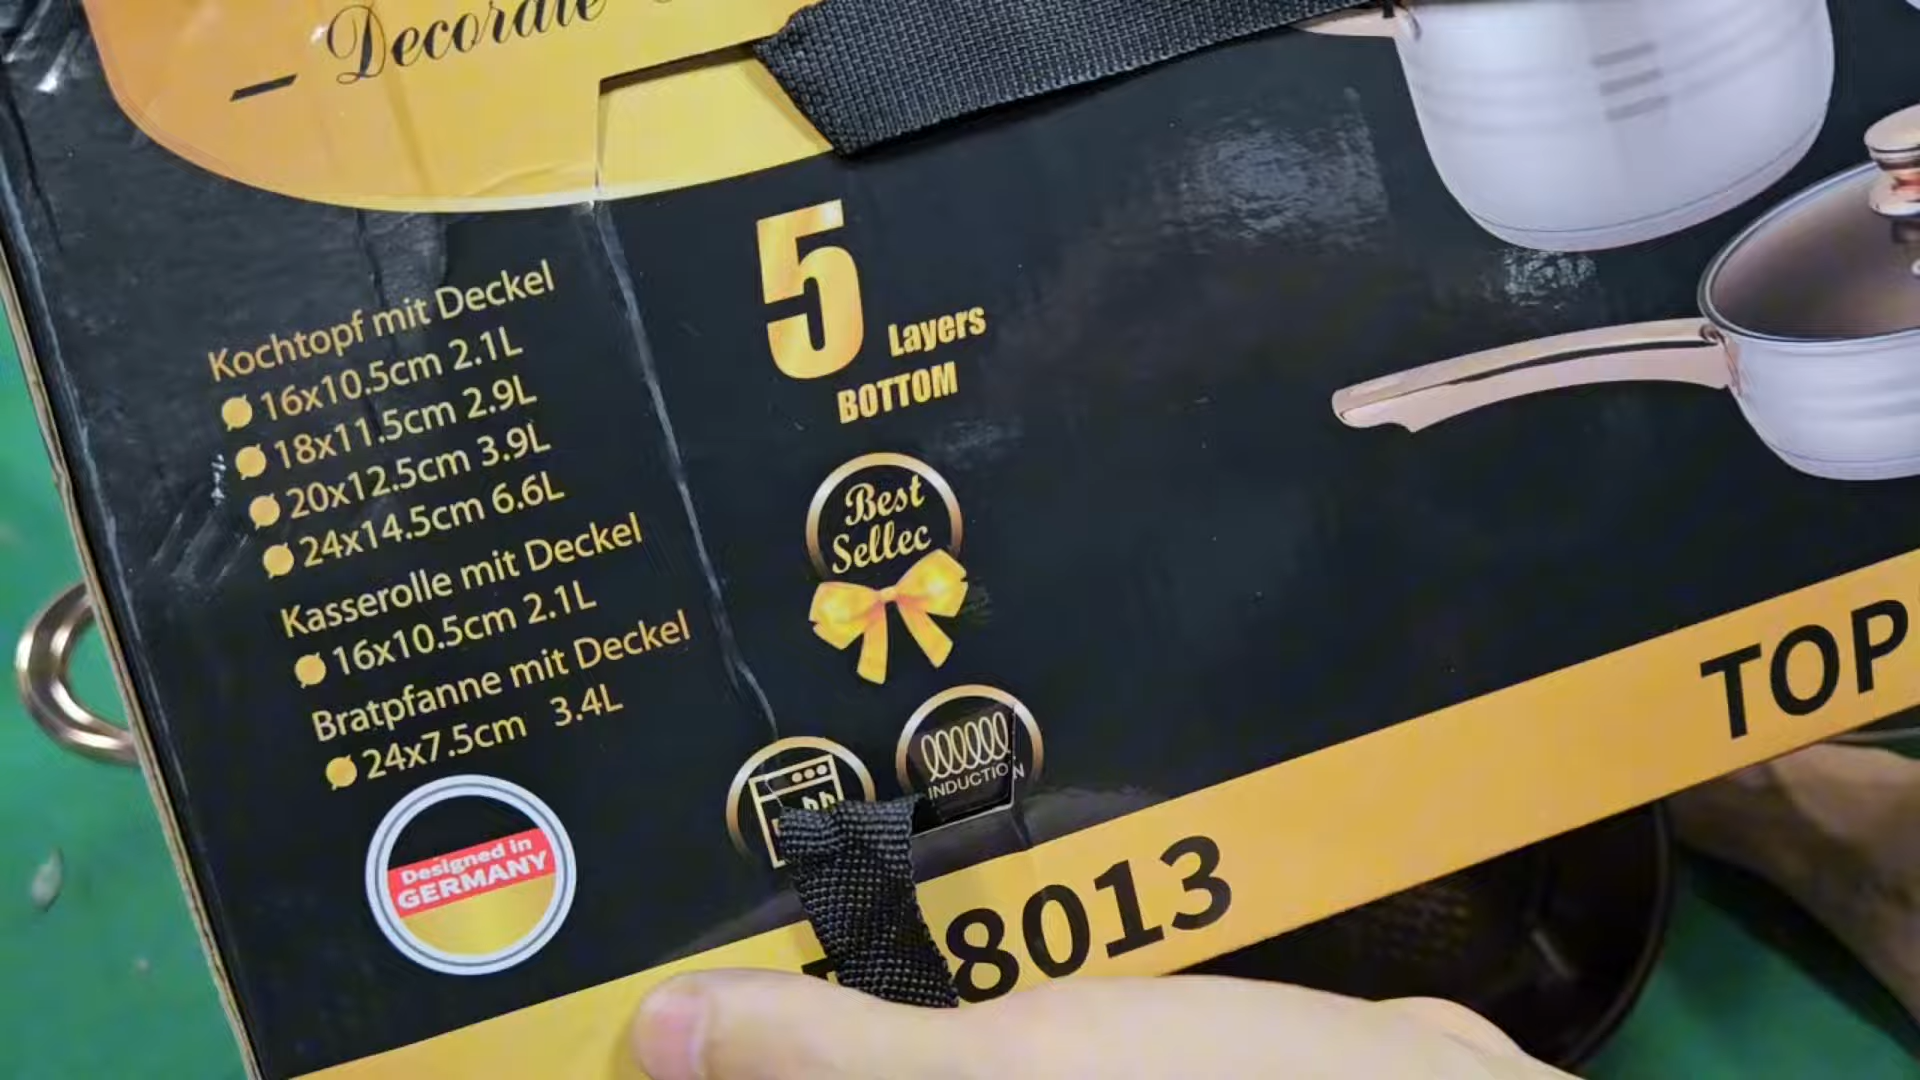 Decorate
Kochtopf mit Deckel
16x10.5cm 2.1L
18x11.5cm 2.9L
20x12.5cm 3.9L
24x14.5cm 6.6L
Kasserolle mit Deckel
16x10.5cm 2.1L
Bratpfanne mit Deckel
24x7.5cm 3.4L
Designed in
GERMANY
5
Layers
BOTTOM
Best
Sellec
INDUCTION
8013
TOP